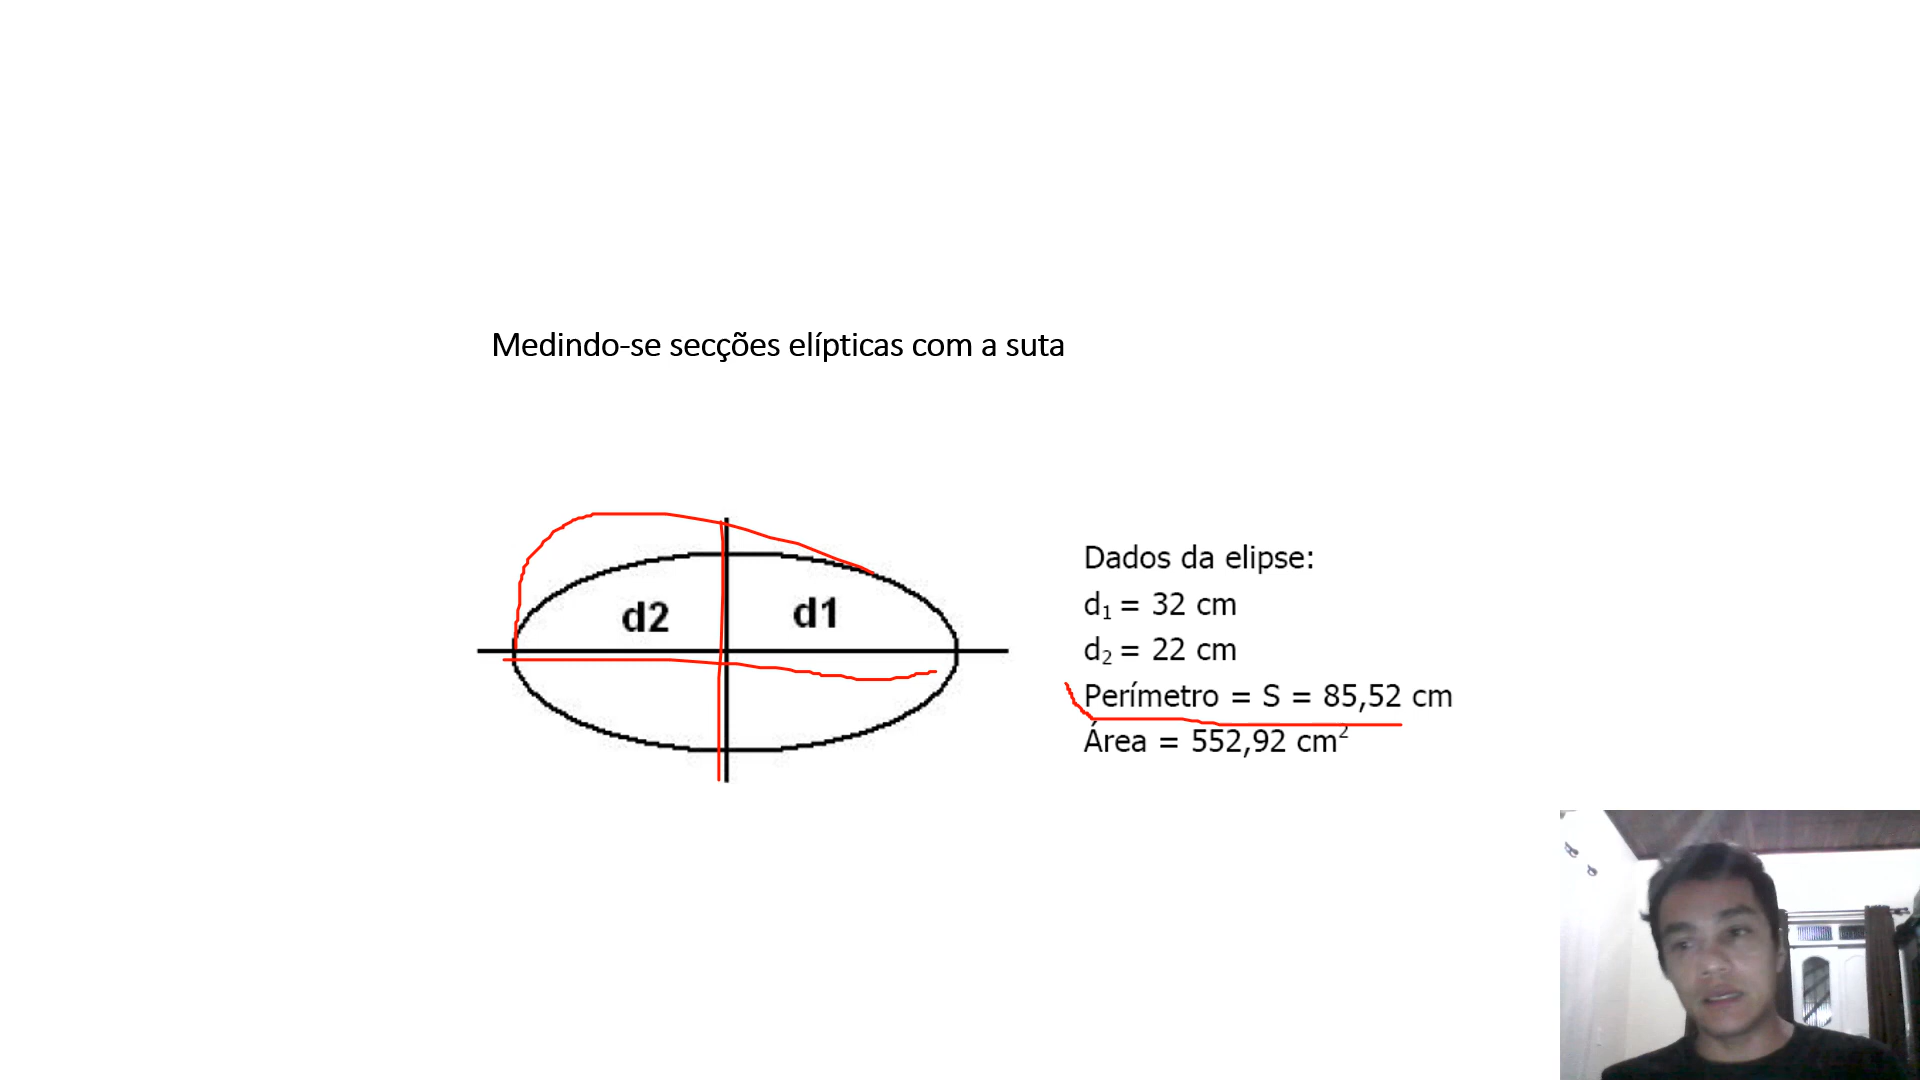 Medindo-se secções elípticas com a suta
d2 d1
Dados da elipse:
d₁ = 32 cm
d₂ = 22 cm
Perímetro = S = 85,52 cm
Área = 552,92 cm²